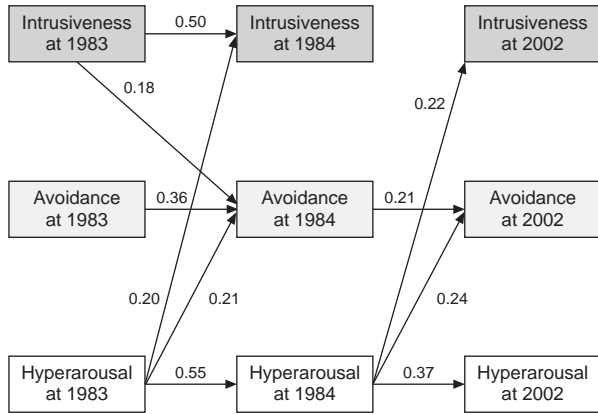 Intrusiveness
at 1983
0.50
Intrusiveness
at 1984
Intrusiveness
at 2002
0.18
0.22
Avoidance
at 1983
0.36
Avoidance
at 1984
0.21
Avoidance
at 2002
0.20
0.21
0.24
Hyperarousal
at 1983
0.55
Hyperarousal
at 1984
0.37
Hyperarousal
at 2002